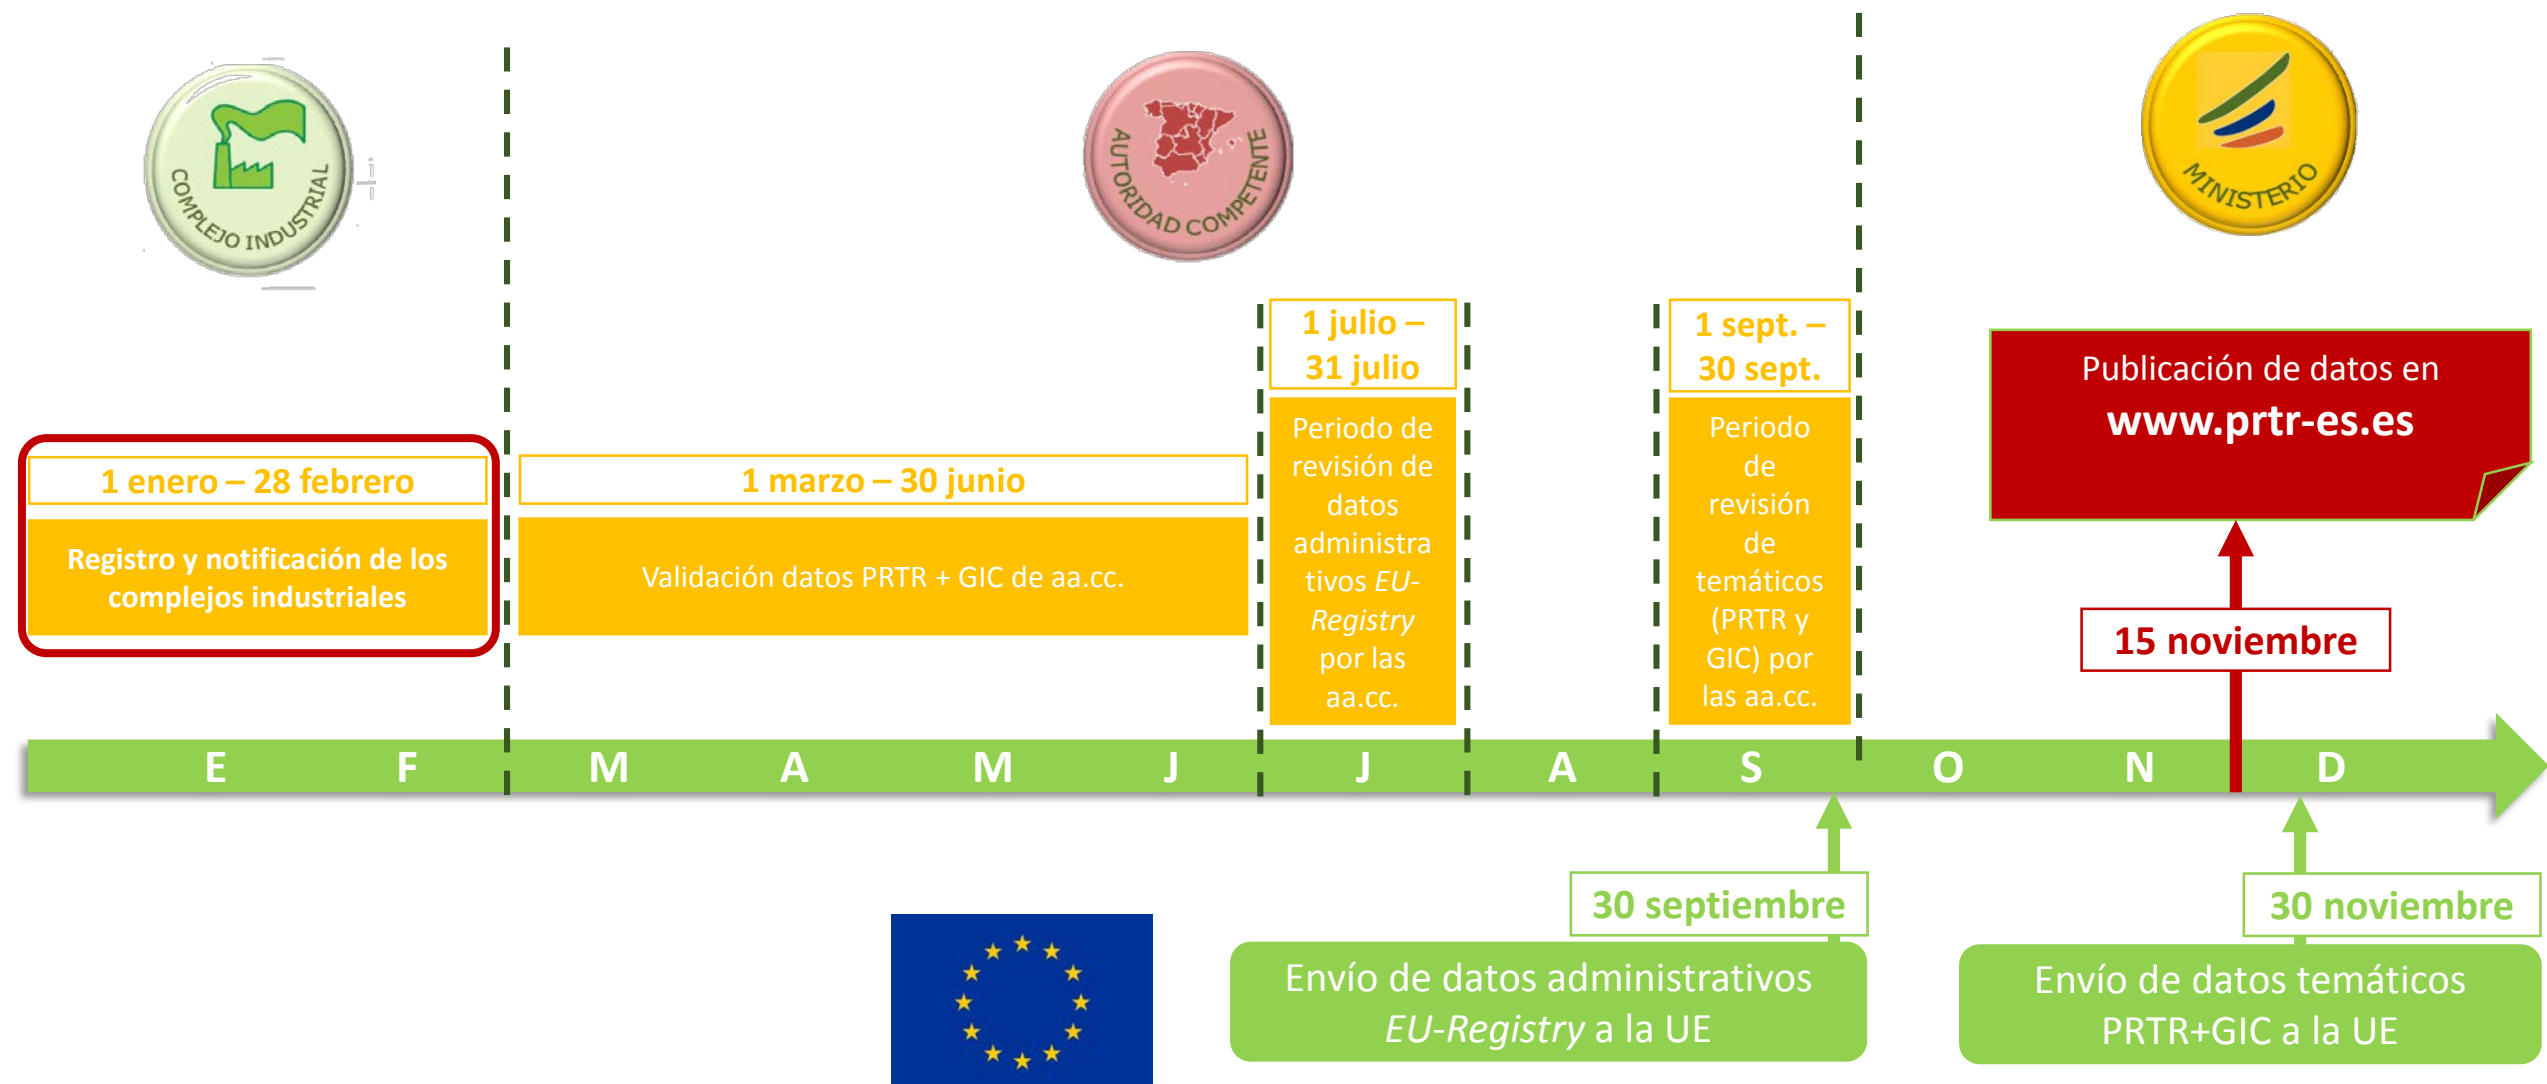 COMPLEJO INDUSTRIAL
AUTORIDAD COMPETENTE
MINISTERIO
1 enero – 28 febrero
Registro y notificación de los
complejos industriales
1 marzo – 30 junio
Validación datos PRTR + GIC de aa.cc.
1 julio –
31 julio
Periodo de
revisión de
datos
administra
tivos EU-
Registry
por las
aa.cc.
1 sept. –
30 sept.
Periodo
de
revisión
de
temáticos
(PRTR y
GIC) por
las aa.cc.
Publicación de datos en
www.prtr-es.es
15 noviembre
E F M A M J J A S O N D
30 septiembre
Envío de datos administrativos
EU-Registry a la UE
30 noviembre
Envío de datos temáticos
PRTR+GIC a la UE